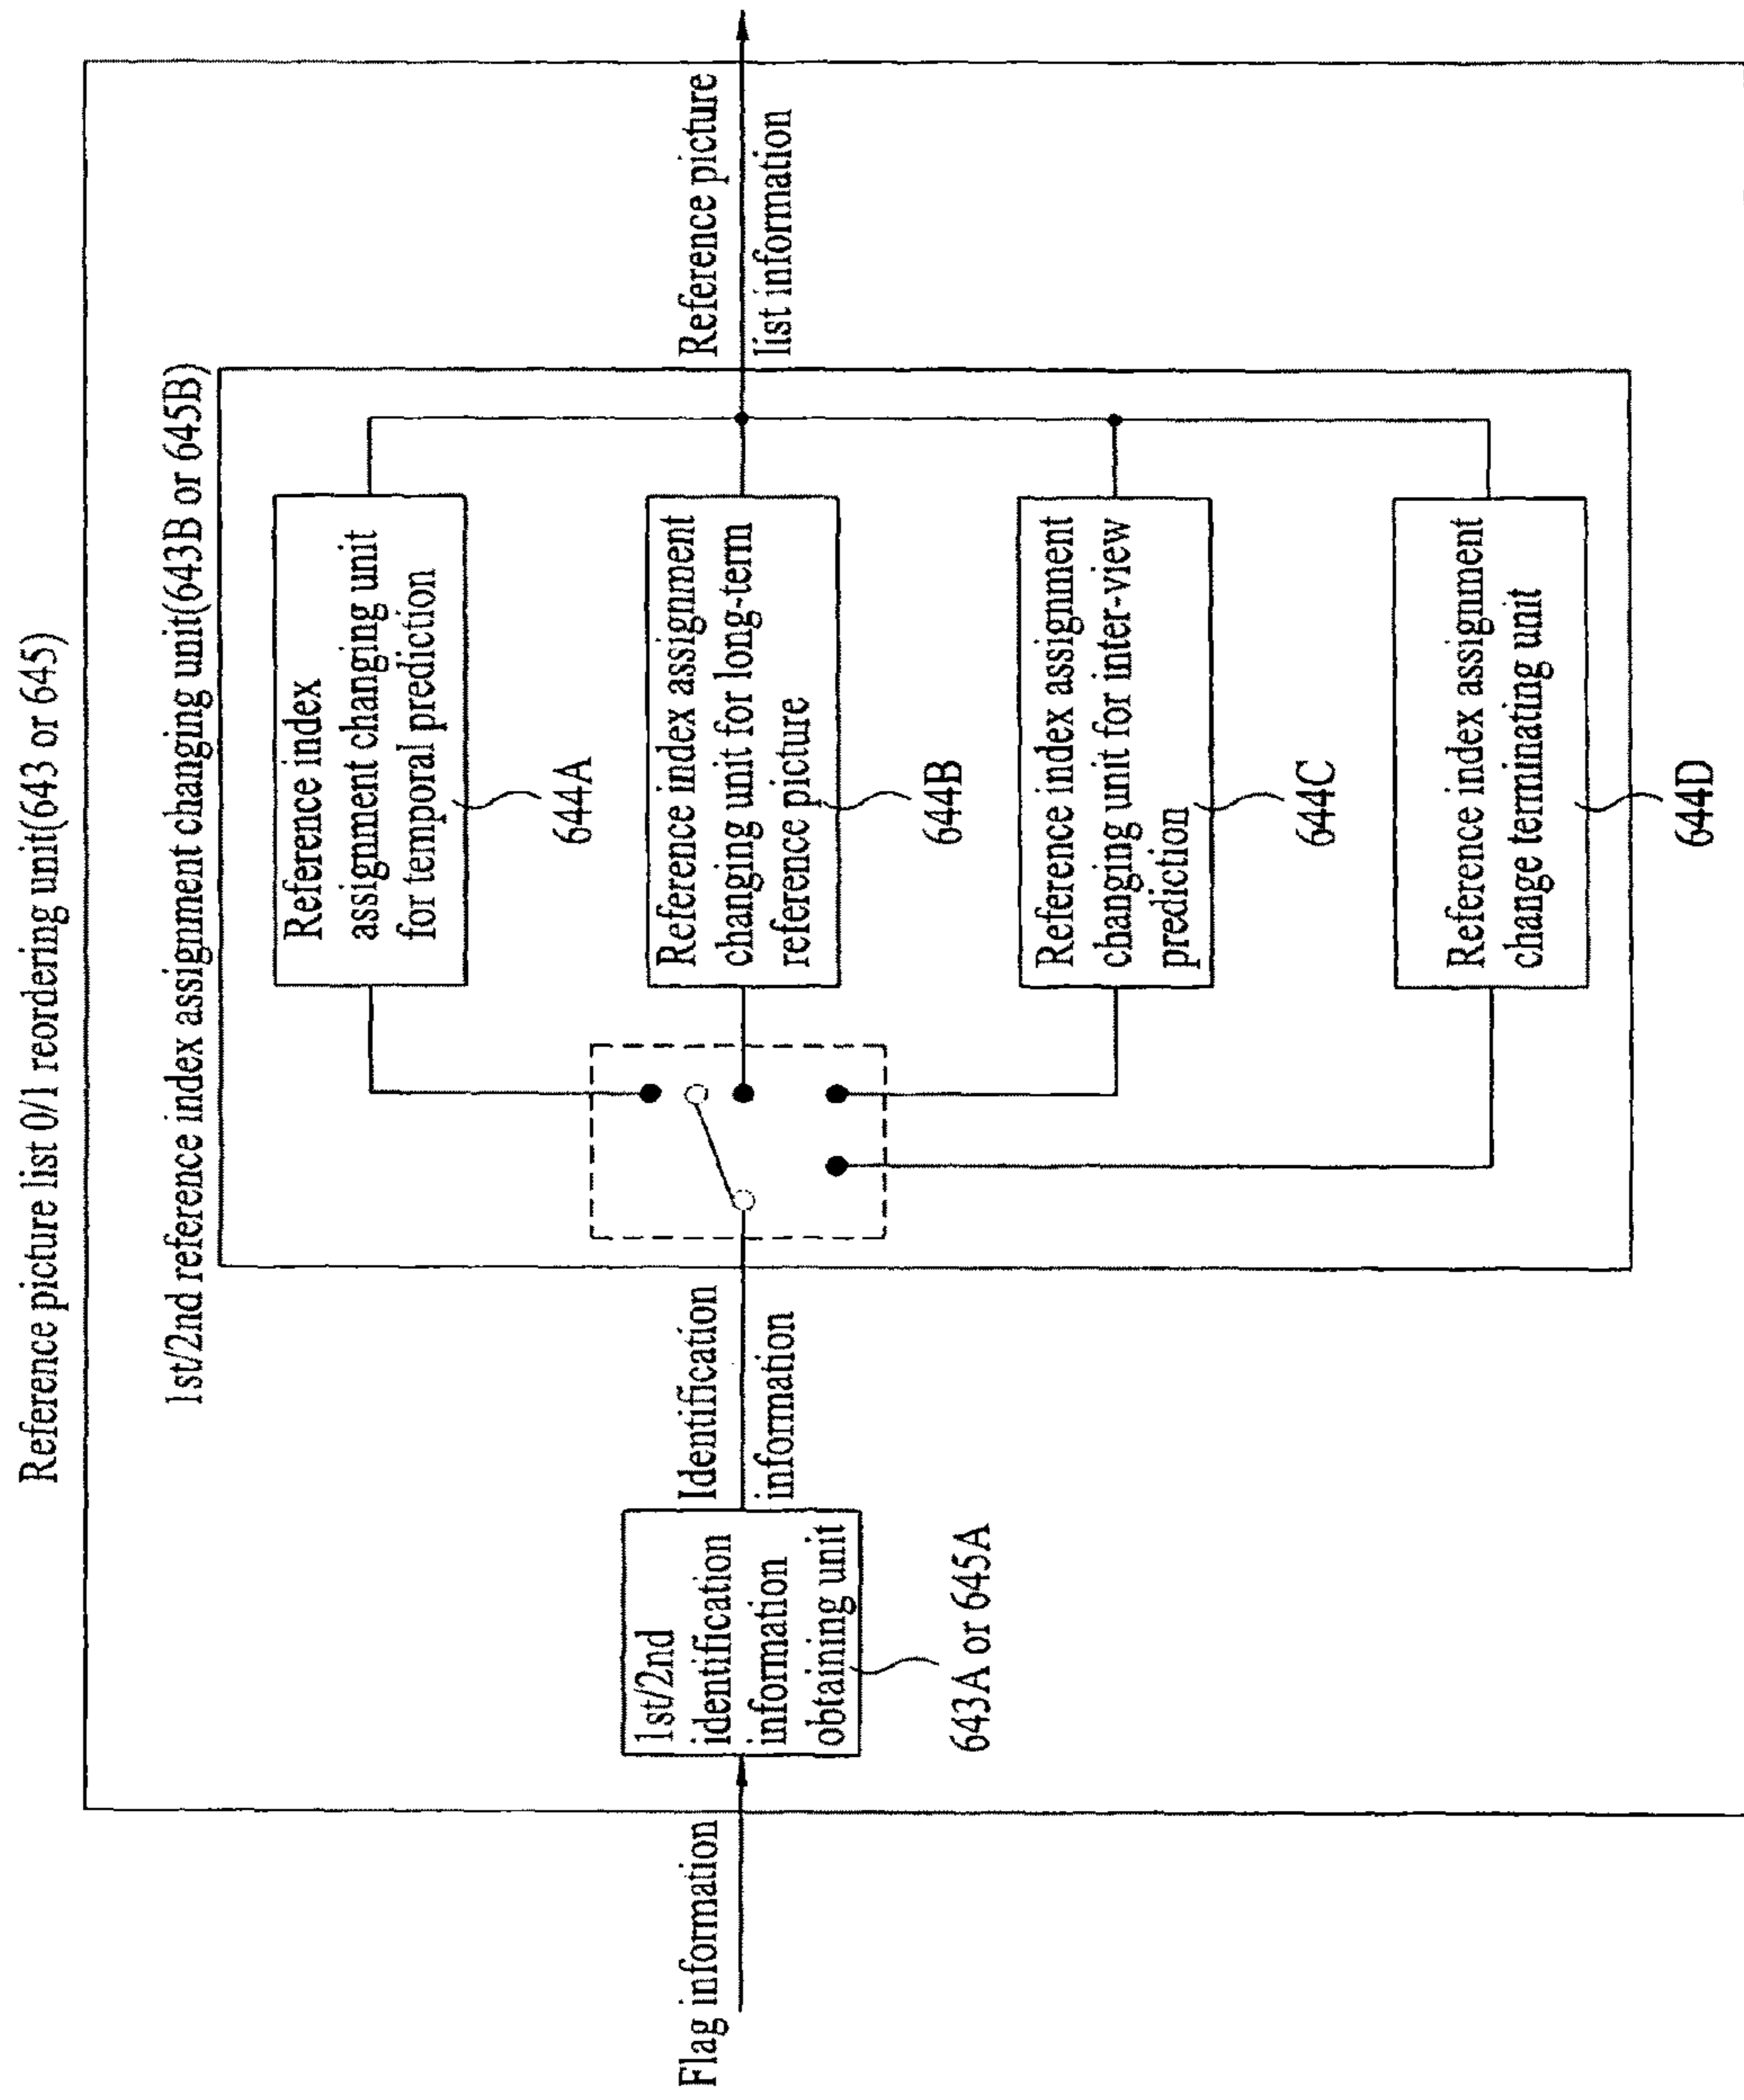 Reference picture list 0/1 reordering unit(643 or 645)
1st/2nd reference index assignment changing unit(643B or 645B)
Flag information
1st/2nd
identification
information
obtaining unit
643A or 645A
Identification
information
Reference index
assignment changing unit
for temporal prediction
644A
Reference index assignment
changing unit for long-term
reference picture
644B
Reference index assignment
changing unit for inter-view
prediction
644C
Reference index assignment
change terminating unit
644D
Reference picture
list information